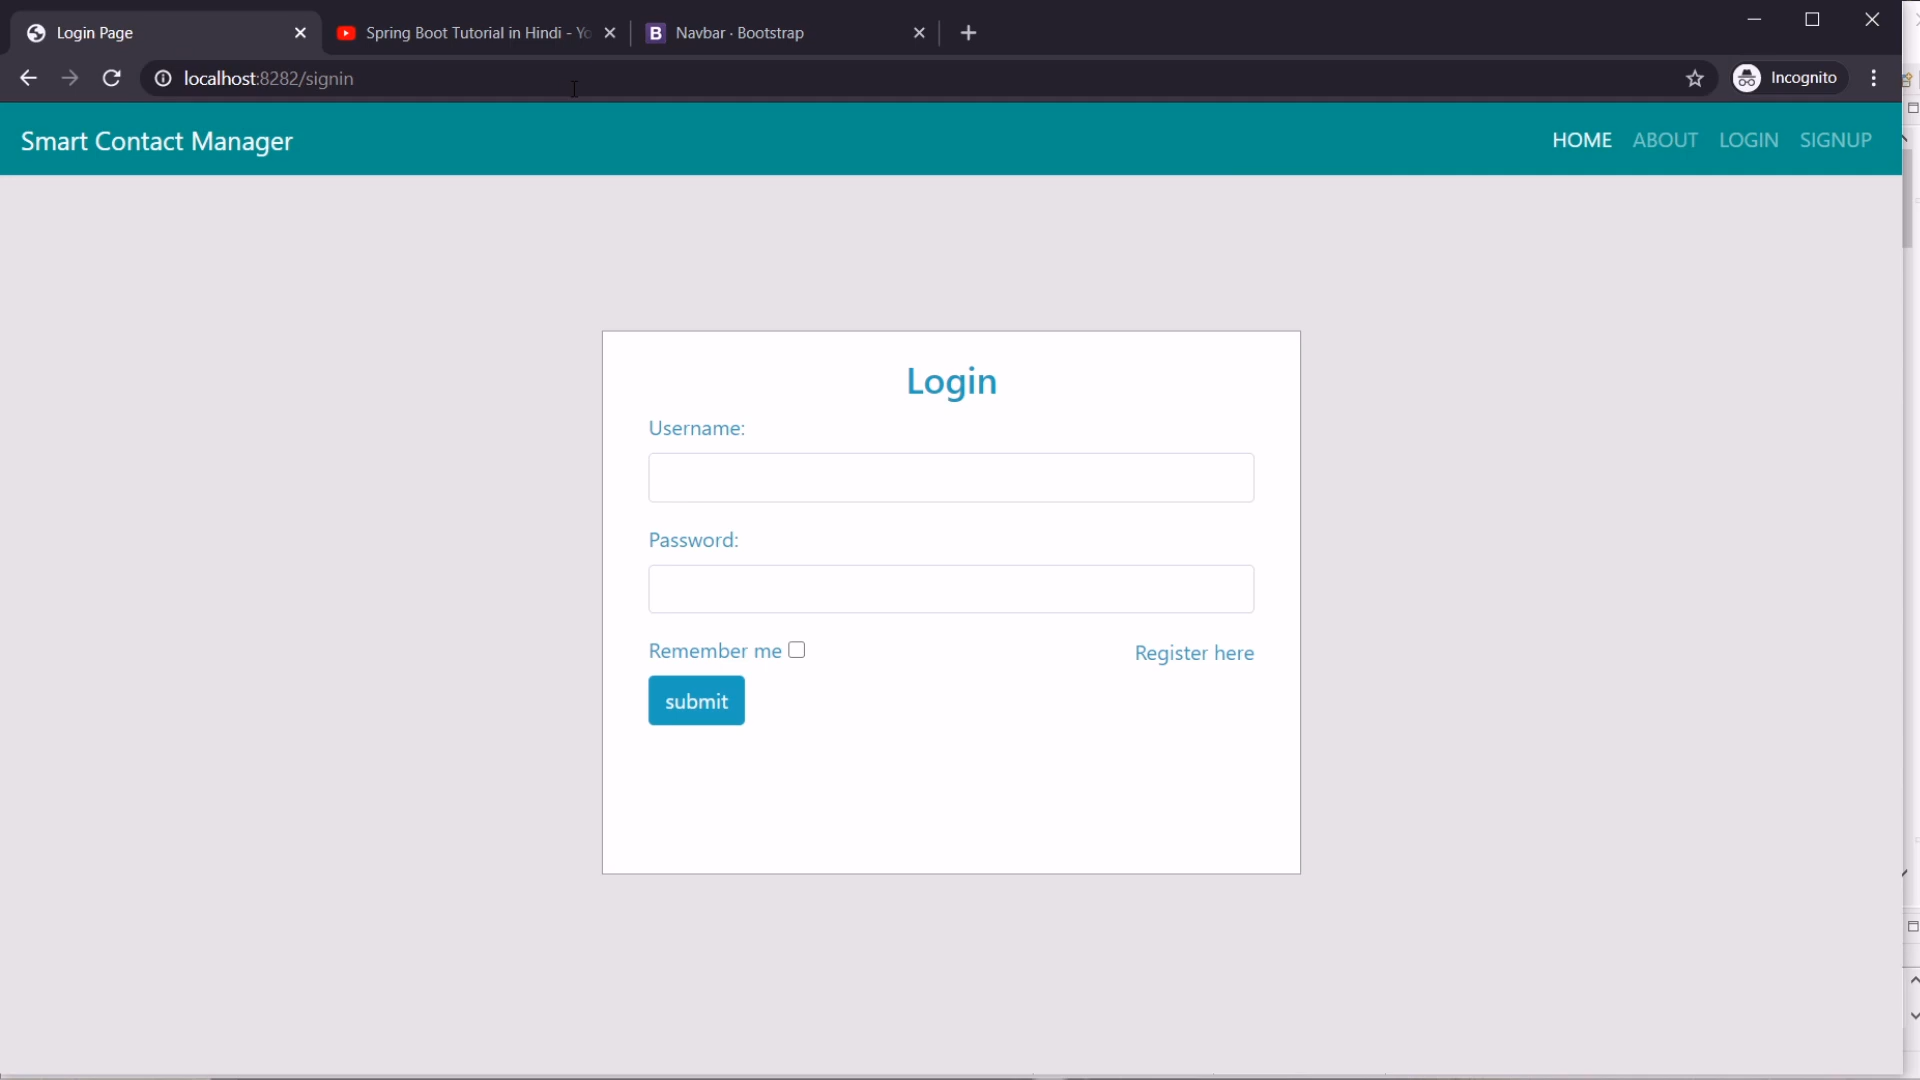 Login Page
Spring Boot Tutorial in Hindi - Yo
B Navbar · Bootstrap
localhost:8282/signin
Incognito
Smart Contact Manager
HOME ABOUT LOGIN SIGNUP
Login
Username:
Password:
Remember me
Register here
submit